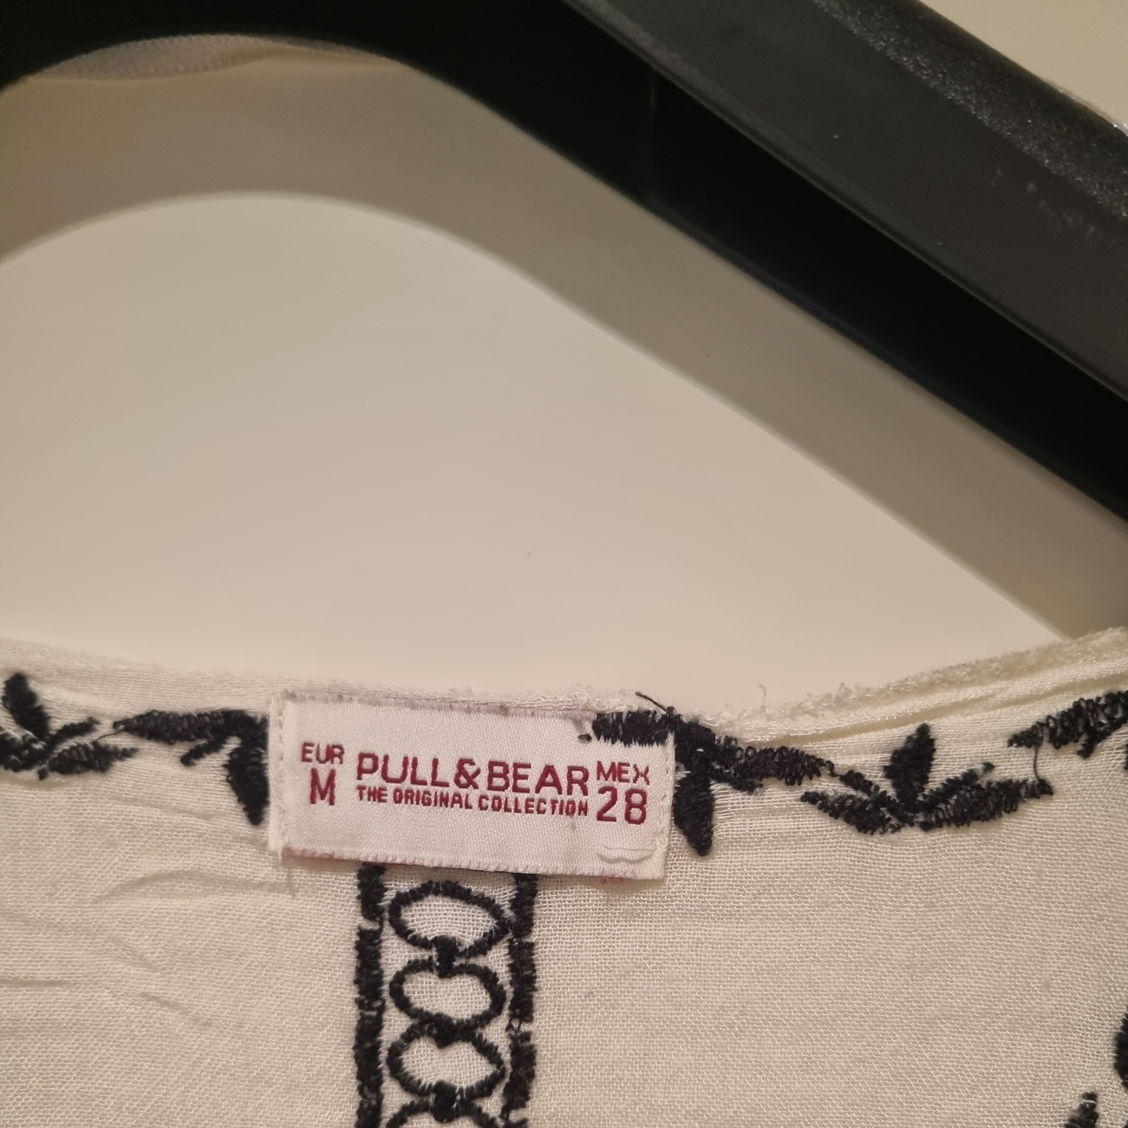 EUR
M
PULL&BEAR
THE ORIGINAL COLLECTION
MEX
28